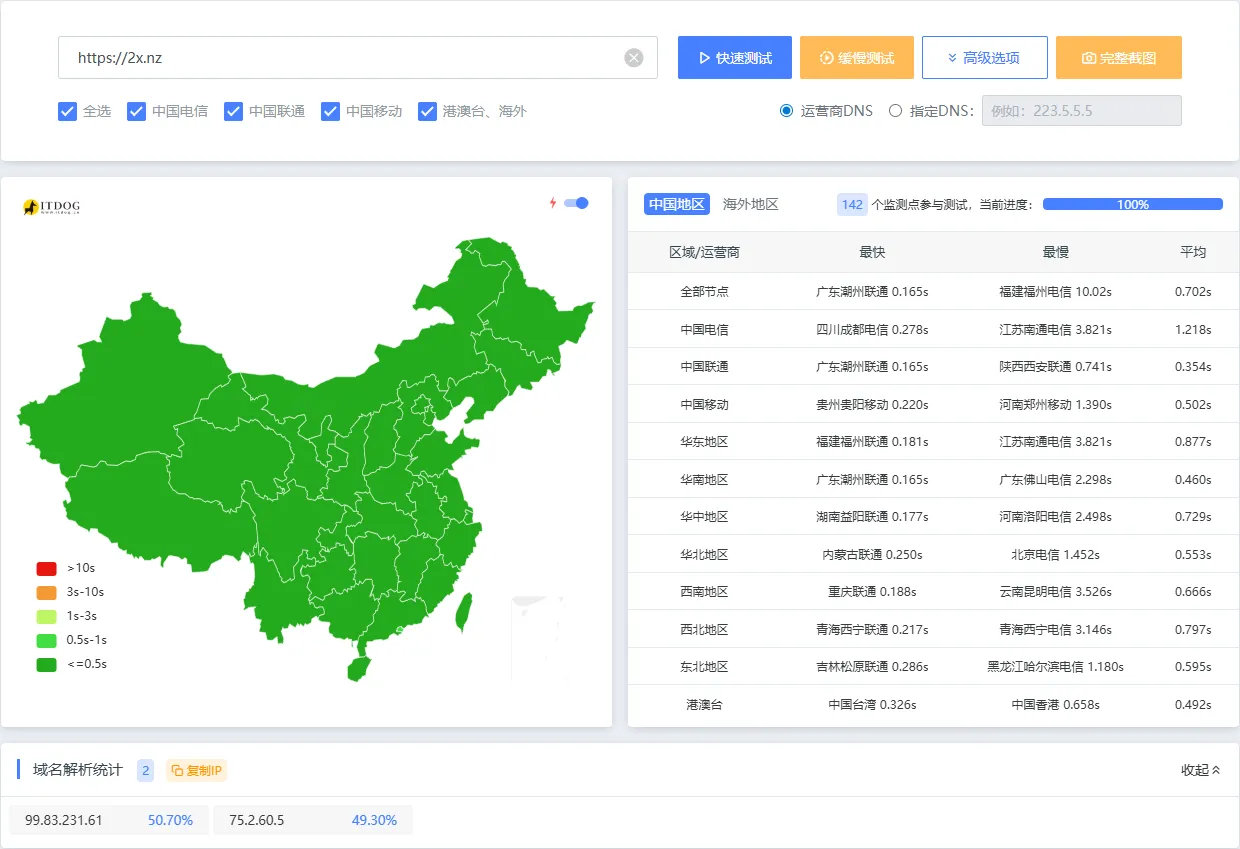 https://2x.nz
快速测试
缓慢测试
高级选项
完整截图
全选 中国电信 中国联通 中国移动 港澳台、海外
运营商DNS 指定DNS: 例如：223.5.5.5
ITDOG
www.itdog.cn
>10s
3s-10s
1s-3s
0.5s-1s
<=0.5s
中国地区 海外地区 142 个监测点参与测试，当前进度： 100%
区域/运营商 最快 最慢 平均
全部节点 广东潮州联通 0.165s 福建福州电信 10.02s 0.702s
中国电信 四川成都电信 0.278s 江苏南通电信 3.821s 1.218s
中国联通 广东潮州联通 0.165s 陕西西安联通 0.741s 0.354s
中国移动 贵州贵阳移动 0.220s 河南郑州移动 1.390s 0.502s
华东地区 福建福州联通 0.181s 江苏南通电信 3.821s 0.877s
华南地区 广东潮州联通 0.165s 广东佛山电信 2.298s 0.460s
华中地区 湖南益阳联通 0.177s 河南洛阳电信 2.498s 0.729s
华北地区 内蒙古联通 0.250s 北京电信 1.452s 0.553s
西南地区 重庆联通 0.188s 云南昆明电信 3.526s 0.666s
西北地区 青海西宁联通 0.217s 青海西宁电信 3.146s 0.797s
东北地区 吉林松原联通 0.286s 黑龙江哈尔滨电信 1.180s 0.595s
港澳台 中国台湾 0.326s 中国香港 0.658s 0.492s
域名解析统计 2 复制IP 收起
99.83.231.61 50.70% 75.2.60.5 49.30%